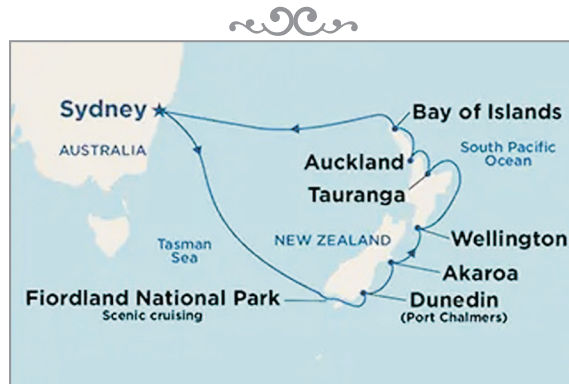 Sydney
AUSTRALIA
Bay of Islands
South Pacific
Ocean
Auckland
Tauranga
Tasman
Sea
NEW ZEALAND
Wellington
Akaroa
Fiordland National Park
Scenic cruising
Dunedin
(Port Chalmers)